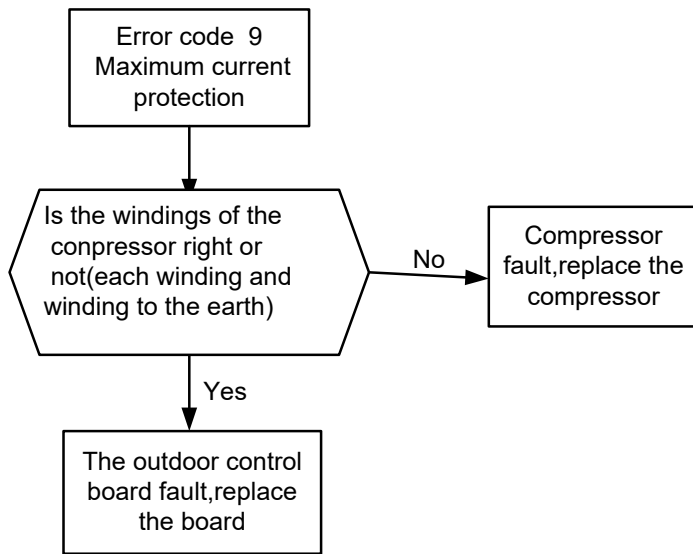 Error code 9
Maximum current
protection
Is the windings of the
conpressor right or
not(each winding and
winding to the earth)
No
Compressor
fault,replace the
compressor
Yes
The outdoor control
board fault,replace
the board